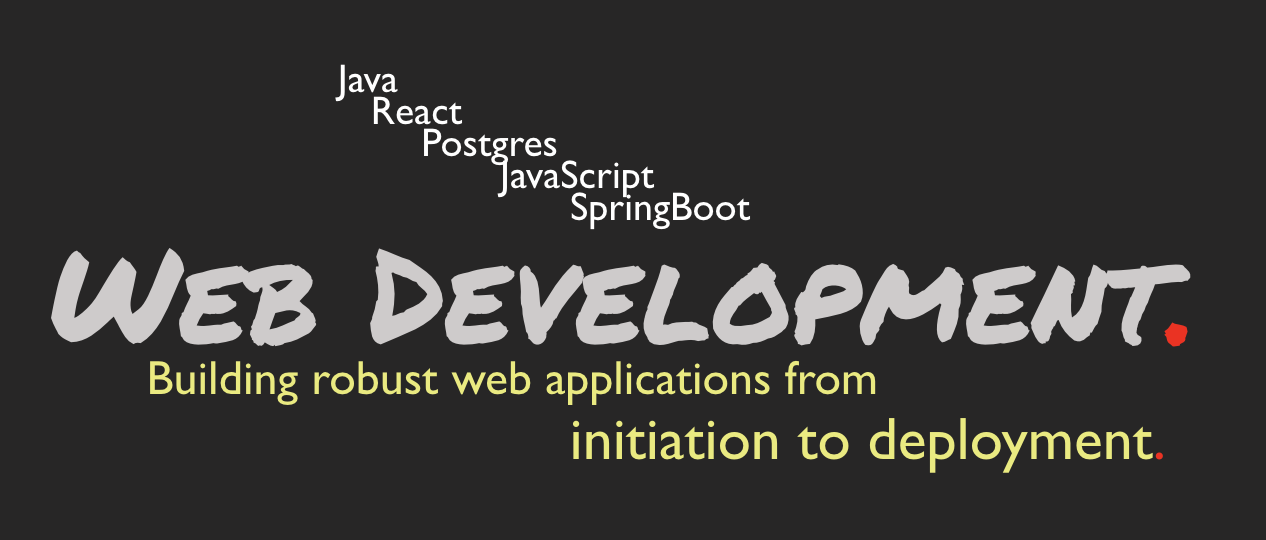 Java
React
Postgres
JavaScript
SpringBoot
Web Development.
Building robust web applications from
initiation to deployment.